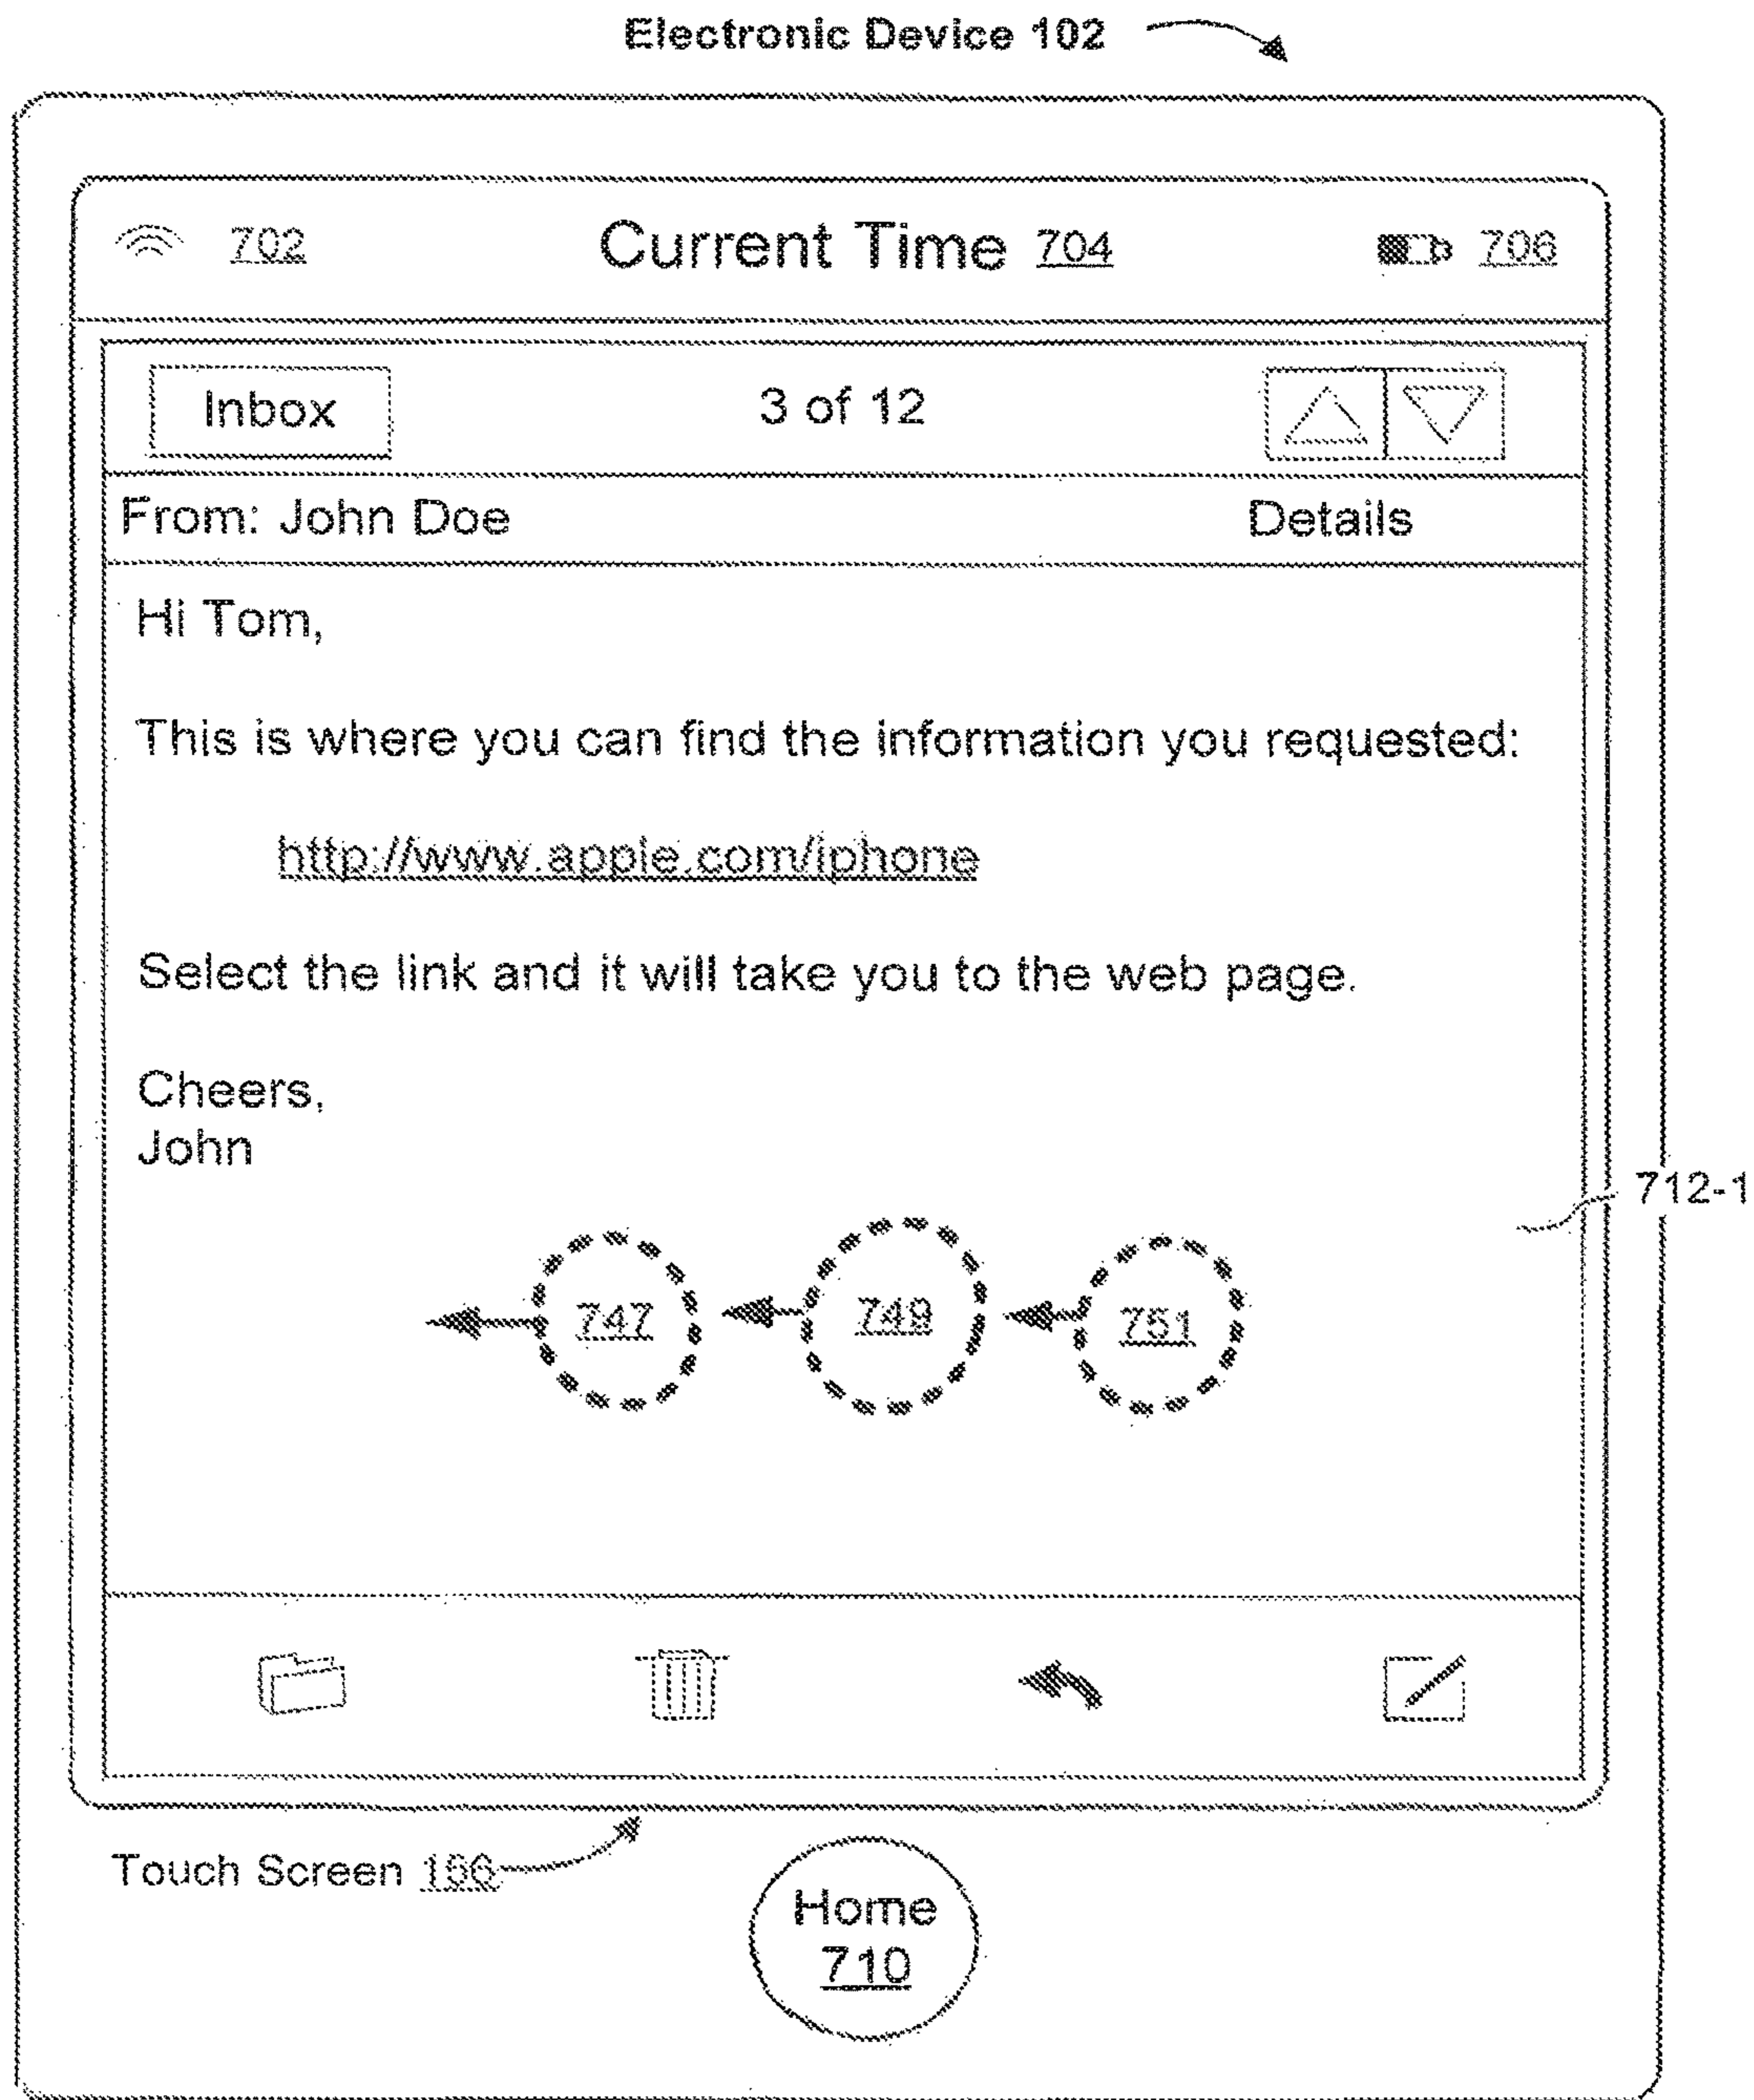 Electronic Device 102
702 Current Time 704 706
Inbox 3 of 12
From: John Doe Details
Hi Tom,
This is where you can find the information you requested:
http://www.apple.com/iphone
Select the link and it will take you to the web page.
Cheers,
John
712-1
747 749 751
Touch Screen 156
Home
710